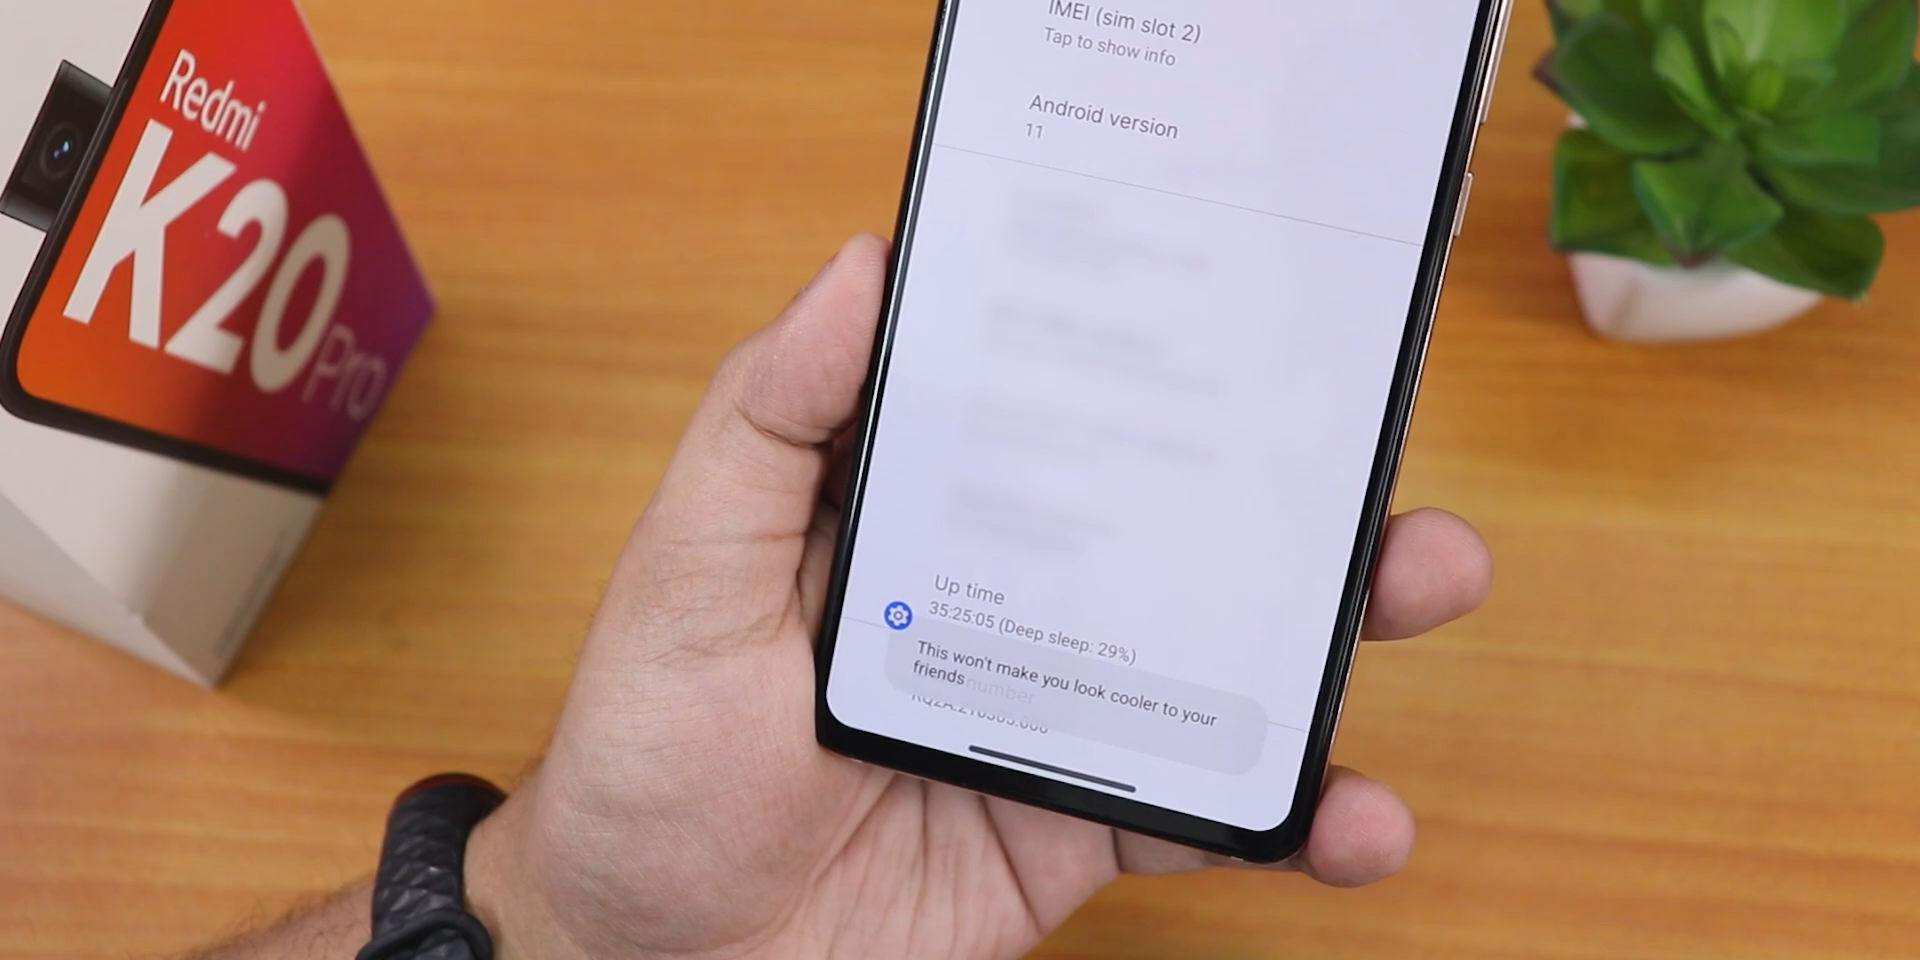 Redmi
K20
Pro
IMEI (sim slot 2)
Tap to show info
Android version
11
Up time
35:25:05 (Deep sleep: 29%)
This won't make you look cooler to your
friends
number